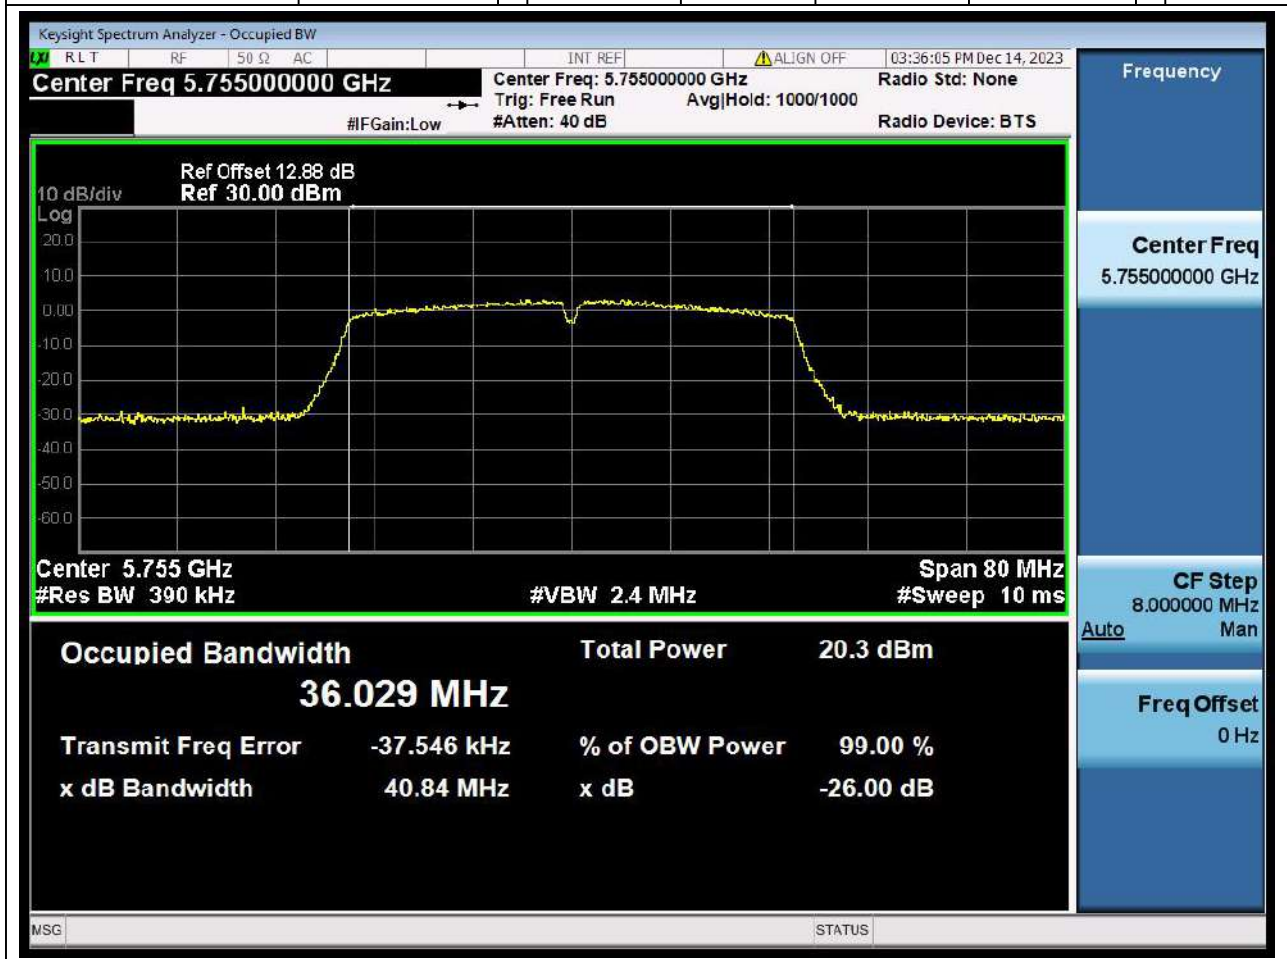 Keysight Spectrum Analyzer - Occupied BW
LXI RLT RF 50 Ω AC INT REF ALIGN OFF 03:36:05 PM Dec 14, 2023
Center Freq 5.755000000 GHz
Center Freq: 5.755000000 GHz
Radio Std: None
Trig: Free Run Avg|Hold: 1000/1000
#IFGain:Low #Atten: 40 dB
Radio Device: BTS
Ref Offset 12.88 dB
10 dB/div Ref 30.00 dBm
Log
20.0
10.0
0.00
-10.0
-20.0
-30.0
-40.0
-50.0
-60.0
Center 5.755 GHz Span 80 MHz
#Res BW 390 kHz #VBW 2.4 MHz #Sweep 10 ms
Occupied Bandwidth Total Power 20.3 dBm
36.029 MHz
Transmit Freq Error -37.546 kHz % of OBW Power 99.00 %
x dB Bandwidth 40.84 MHz x dB -26.00 dB
MSG STATUS
Frequency
Center Freq
5.755000000 GHz
CF Step
8.000000 MHz
Auto Man
Freq Offset
0 Hz